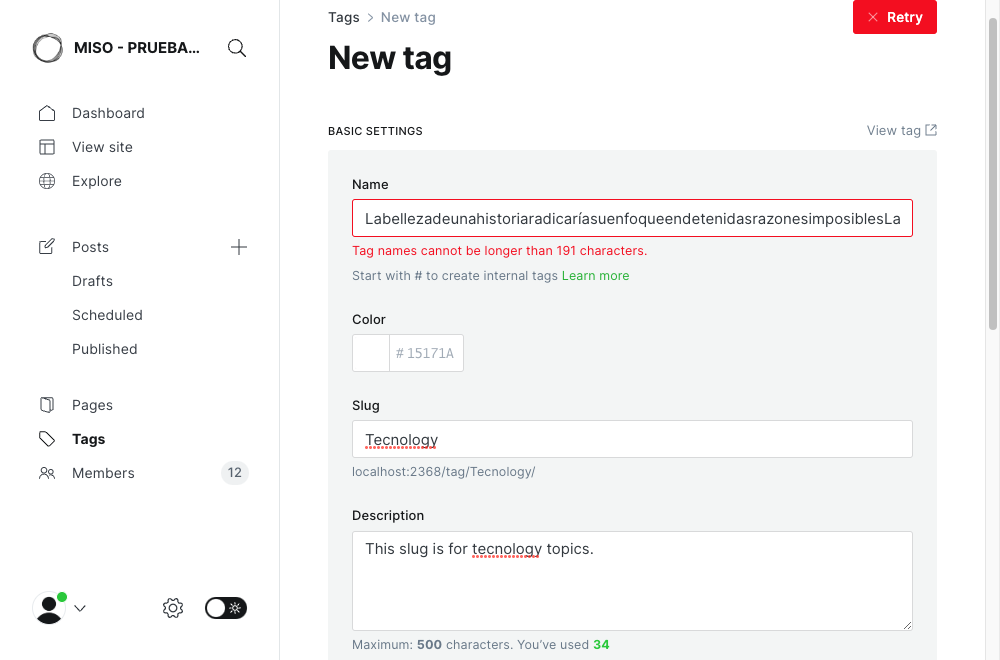 MISO - PRUEBA...
Dashboard
View site
Explore
Posts
Drafts
Scheduled
Published
Pages
Tags
Members 12
Tags > New tag
Retry
New tag
BASIC SETTINGS
View tag
Name
LabellezadeunahistoriaradicaríasuenfoqueendetenidasrazonesimposiblesLa
Tag names cannot be longer than 191 characters.
Start with # to create internal tags Learn more
Color
# 15171A
Slug
Tecnology
localhost:2368/tag/Tecnology/
Description
This slug is for tecnology topics.
Maximum: 500 characters. You’ve used 34